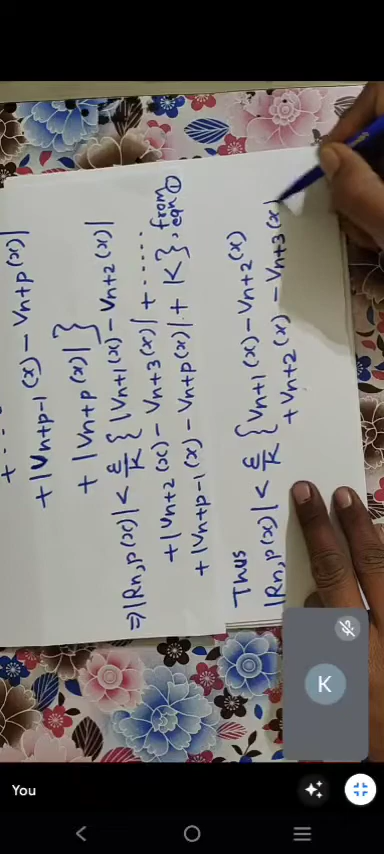 + ...
+ |Vn+p-1 (x) - Vn+p (x)|
+ |Vn+p (x)| }
⇒ |Rn,p(x)| < ε/K { |Vn+1(x) - Vn+2(x)|
+ |Vn+2(x) - Vn+3(x)| + ......
+ |Vn+p-1(x) - Vn+p(x)| + K }, from eqn ①
Thus
|Rn,p(x)| < ε/K { Vn+1(x) - Vn+2(x)
+ Vn+2(x) - Vn+3(x)
K
You